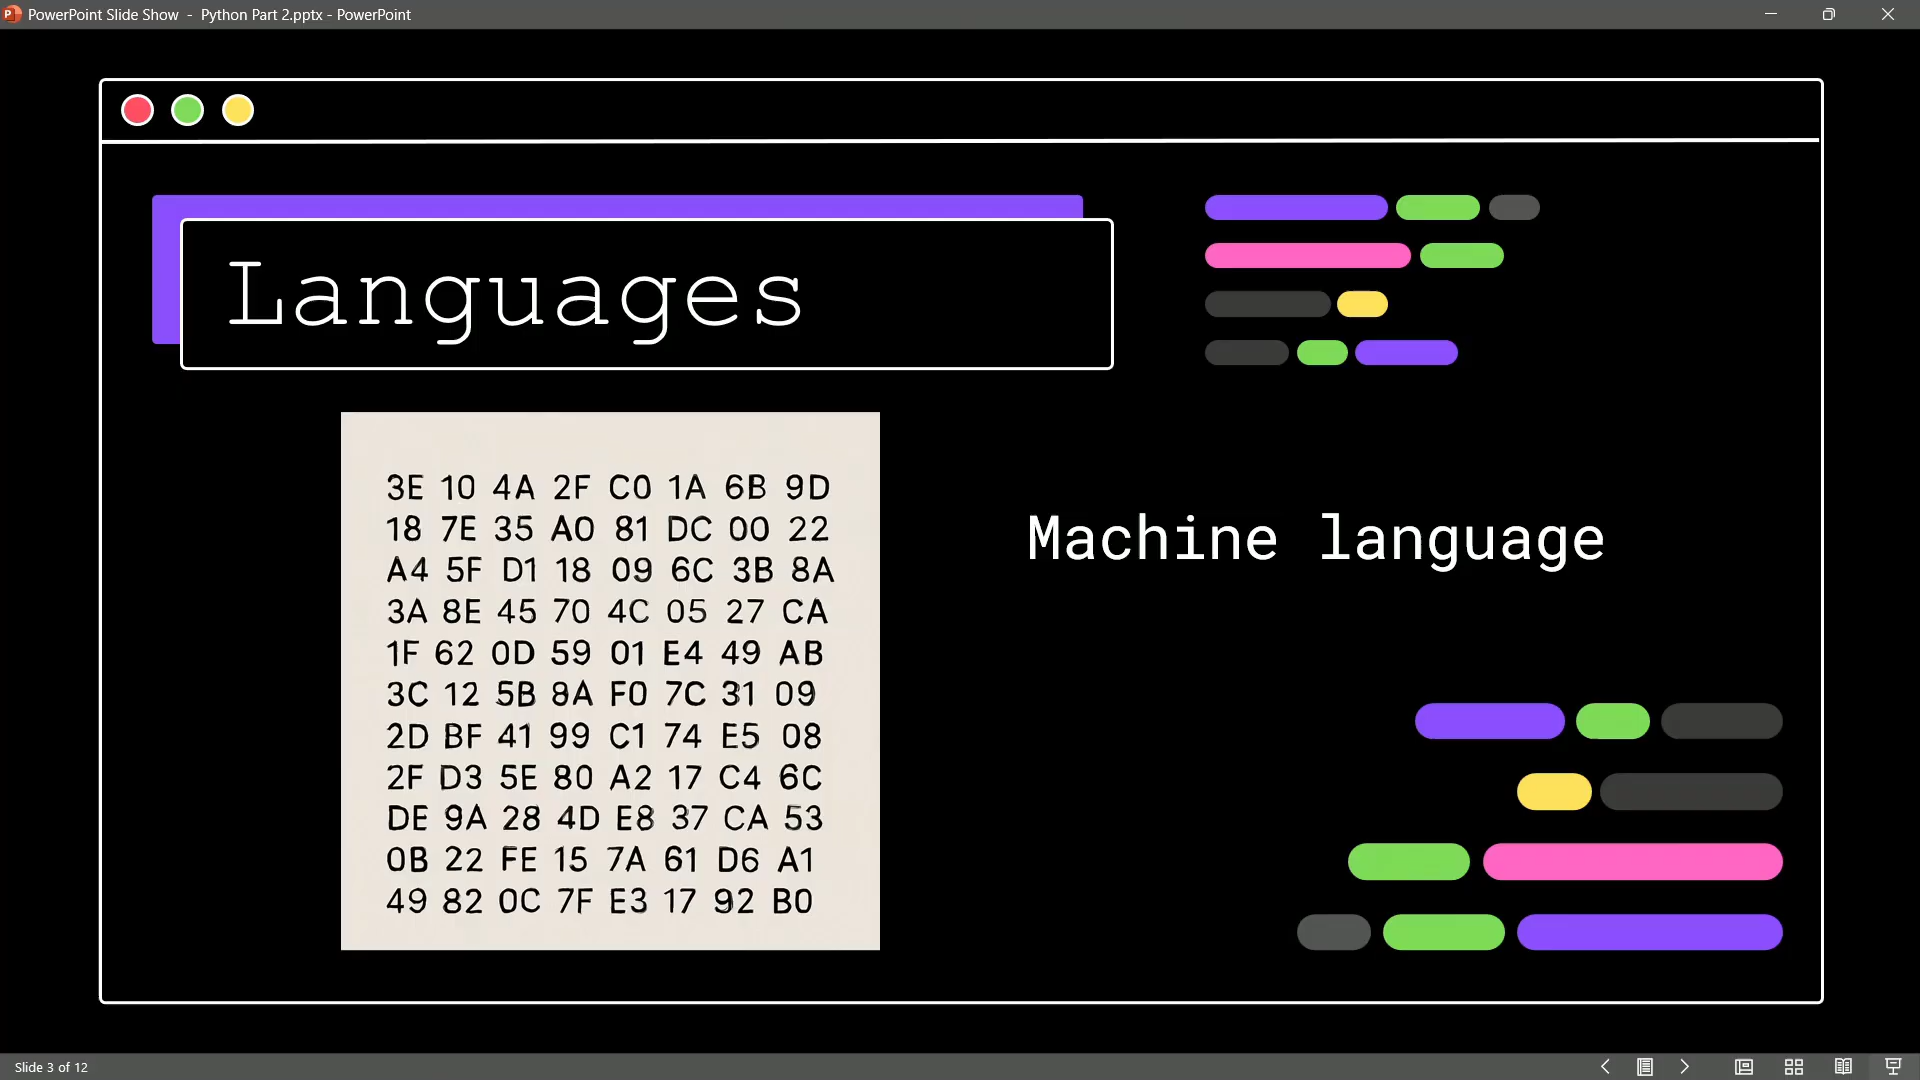 PowerPoint Slide Show - Python Part 2.pptx - PowerPoint
Languages
3E 10 4A 2F C0 1A 6B 9D
18 7E 35 A0 81 DC 00 22
A4 5F D1 18 09 6C 3B 8A
3A 8E 45 70 4C 05 27 CA
1F 62 0D 59 01 E4 49 AB
3C 12 5B 8A F0 7C 31 09
2D BF 41 99 C1 74 E5 08
2F D3 5E 80 A2 17 C4 6C
DE 9A 28 4D E8 37 CA 53
0B 22 FE 15 7A 61 D6 A1
49 82 0C 7F E3 17 92 B0
Machine language
Slide 3 of 12